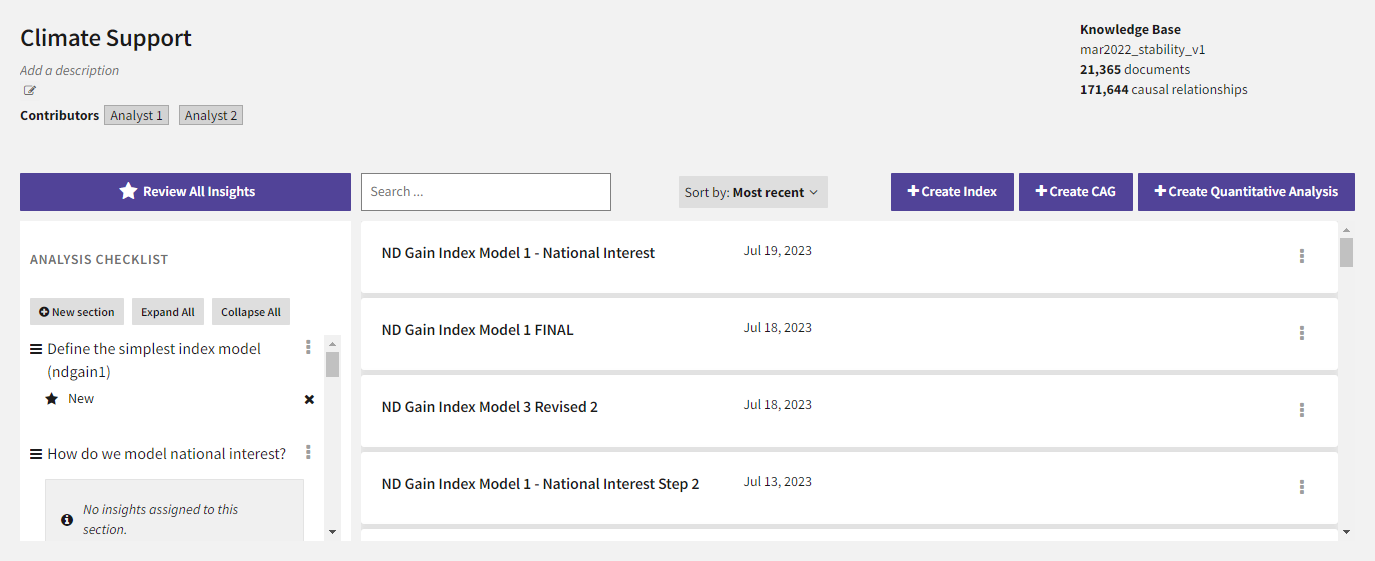 Climate Support
Add a description
Contributors Analyst 1 Analyst 2
Knowledge Base
mar2022_stability_v1
21,365 documents
171,644 causal relationships
Review All Insights
Search ...
Sort by: Most recent
Create Index
Create CAG
Create Quantitative Analysis
ANALYSIS CHECKLIST
New section Expand All Collapse All
Define the simplest index model
(ndgain1)
New
How do we model national interest?
No insights assigned to this
section.
ND Gain Index Model 1 - National Interest Jul 19, 2023
ND Gain Index Model 1 FINAL Jul 18, 2023
ND Gain Index Model 3 Revised 2 Jul 18, 2023
ND Gain Index Model 1 - National Interest Step 2 Jul 13, 2023